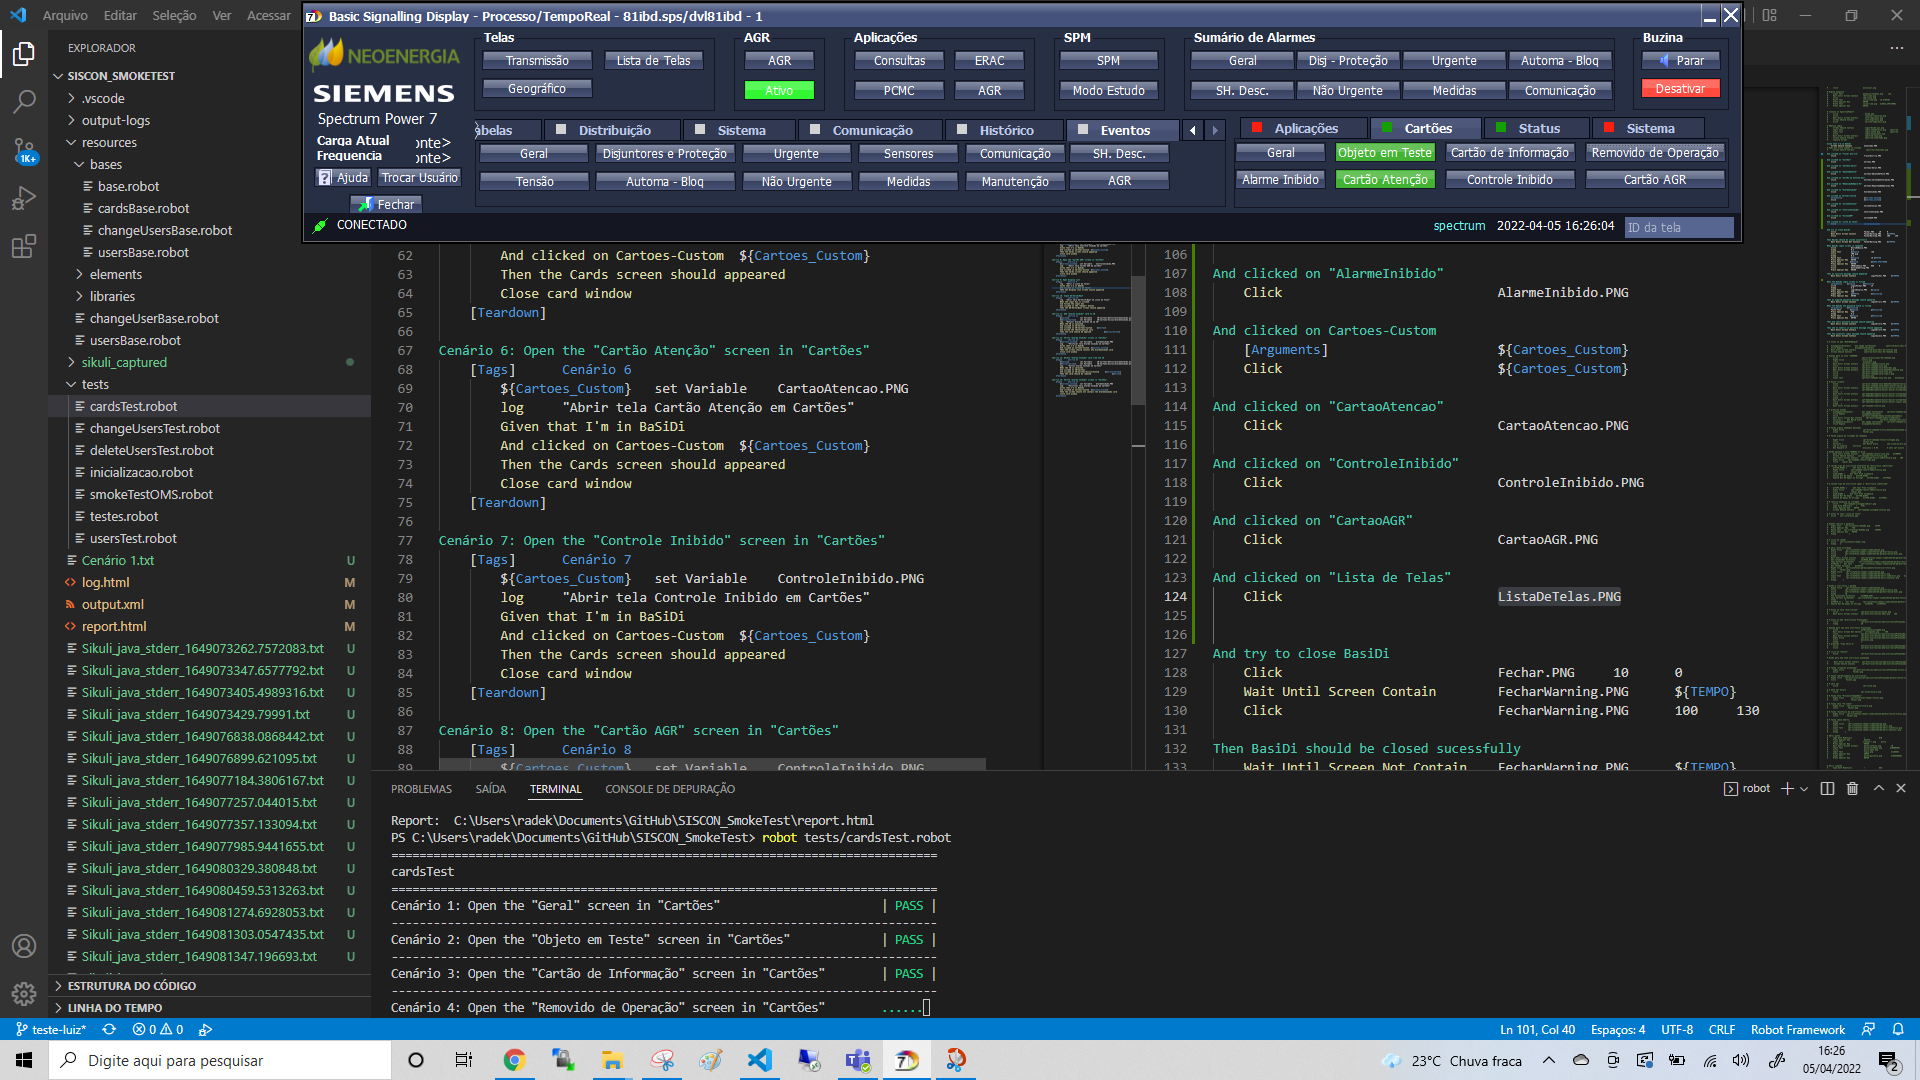 Arquivo Editar Seleção Ver Acessar
Basic Signalling Display - Processo/TempoReal - 81ibd.sps/dvl81ibd - 1
NEOENERGIA
SIEMENS
Spectrum Power 7
Carga Atual onte>
Frequencia onte>
Ajuda Trocar Usuário
Fechar
CONECTADO
Telas
Transmissão Lista de Telas
Geográfico
AGR
AGR
Ativo
Aplicações
Consultas ERAC
PCMC AGR
SPM
SPM
Modo Estudo
Sumário de Alarmes
Geral Disj - Proteção Urgente Automa - Bloq
SH. Desc. Não Urgente Medidas Comunicação
Buzina
Parar
Desativar
abelas Distribuição Sistema Comunicação Histórico Eventos
Geral Disjuntores e Proteção Urgente Sensores Comunicação SH. Desc.
Tensão Automa - Bloq Não Urgente Medidas Manutenção AGR
Aplicações Cartões Status Sistema
Geral Objeto em Teste Cartão de Informação Removido de Operação
Alarme Inibido Cartão Atenção Controle Inibido Cartão AGR
spectrum 2022-04-05 16:26:04 ID da tela
EXPLORADOR
SISCON_SMOKETEST
.vscode
output-logs
resources
bases
base.robot
cardsBase.robot
changeUsersBase.robot
usersBase.robot
elements
libraries
changeUserBase.robot
usersBase.robot
sikuli_captured
tests
cardsTest.robot
changeUsersTest.robot
deleteUsersTest.robot
inicializacao.robot
smokeTestOMS.robot
testes.robot
usersTest.robot
Cenário 1.txt U
log.html M
output.xml M
report.html M
Sikuli_java_stderr_1649073262.7572083.txt U
Sikuli_java_stderr_1649073347.6577792.txt U
Sikuli_java_stderr_1649073405.4989316.txt U
Sikuli_java_stderr_1649073429.79991.txt U
Sikuli_java_stderr_1649076838.0868442.txt U
Sikuli_java_stderr_1649076899.621095.txt U
Sikuli_java_stderr_1649077184.3806167.txt U
Sikuli_java_stderr_1649077257.044015.txt U
Sikuli_java_stderr_1649077357.133094.txt U
Sikuli_java_stderr_1649077985.9441655.txt U
Sikuli_java_stderr_1649080329.380848.txt U
Sikuli_java_stderr_1649080459.5313263.txt U
Sikuli_java_stderr_1649081274.6928053.txt U
Sikuli_java_stderr_1649081303.0547435.txt U
Sikuli_java_stderr_1649081347.196693.txt U
ESTRUTURA DO CÓDIGO
LINHA DO TEMPO
1K+
62 And clicked on Cartoes-Custom ${Cartoes_Custom}
63 Then the Cards screen should appeared
64 Close card window
65 [Teardown]
66
67 Cenário 6: Open the "Cartão Atenção" screen in "Cartões"
68 [Tags] Cenário 6
69 ${Cartoes_Custom} set Variable CartaoAtencao.PNG
70 log "Abrir tela Cartão Atenção em Cartões"
71 Given that I'm in BaSiDi
72 And clicked on Cartoes-Custom ${Cartoes_Custom}
73 Then the Cards screen should appeared
74 Close card window
75 [Teardown]
76
77 Cenário 7: Open the "Controle Inibido" screen in "Cartões"
78 [Tags] Cenário 7
79 ${Cartoes_Custom} set Variable ControleInibido.PNG
80 log "Abrir tela Controle Inibido em Cartões"
81 Given that I'm in BaSiDi
82 And clicked on Cartoes-Custom ${Cartoes_Custom}
83 Then the Cards screen should appeared
84 Close card window
85 [Teardown]
86
87 Cenário 8: Open the "Cartão AGR" screen in "Cartões"
88 [Tags] Cenário 8
89 ${Cartoes_Custom} set Variable ControleInibido.PNG
106
107 And clicked on "AlarmeInibido"
108 Click AlarmeInibido.PNG
109
110 And clicked on Cartoes-Custom
111 [Arguments] ${Cartoes_Custom}
112 Click ${Cartoes_Custom}
113
114 And clicked on "CartaoAtencao"
115 Click CartaoAtencao.PNG
116
117 And clicked on "ControleInibido"
118 Click ControleInibido.PNG
119
120 And clicked on "CartaoAGR"
121 Click CartaoAGR.PNG
122
123 And clicked on "Lista de Telas"
124 Click ListaDeTelas.PNG
125
126
127 And try to close BasiDi
128 Click Fechar.PNG 10 0
129 Wait Until Screen Contain FecharWarning.PNG ${TEMPO}
130 Click FecharWarning.PNG 100 130
131
132 Then BasiDi should be closed sucessfully
133 Wait Until Screen Not Contain FecharWarning.PNG ${TEMPO}
PROBLEMAS SAÍDA TERMINAL CONSOLE DE DEPURAÇÃO robot
Report: C:\Users\radek\Documents\GitHub\SISCON_SmokeTest\report.html
PS C:\Users\radek\Documents\GitHub\SISCON_SmokeTest> robot tests/cardsTest.robot
==============================================================================
cardsTest
==============================================================================
Cenário 1: Open the "Geral" screen in "Cartões" | PASS |
------------------------------------------------------------------------------
Cenário 2: Open the "Objeto em Teste" screen in "Cartões" | PASS |
------------------------------------------------------------------------------
Cenário 3: Open the "Cartão de Informação" screen in "Cartões" | PASS |
------------------------------------------------------------------------------
Cenário 4: Open the "Removido de Operação" screen in "Cartões" ......
teste-luiz* 0 0 Ln 101, Col 40 Espaços: 4 UTF-8 CRLF Robot Framework
Digite aqui para pesquisar
23°C Chuva fraca
16:26
05/04/2022
2